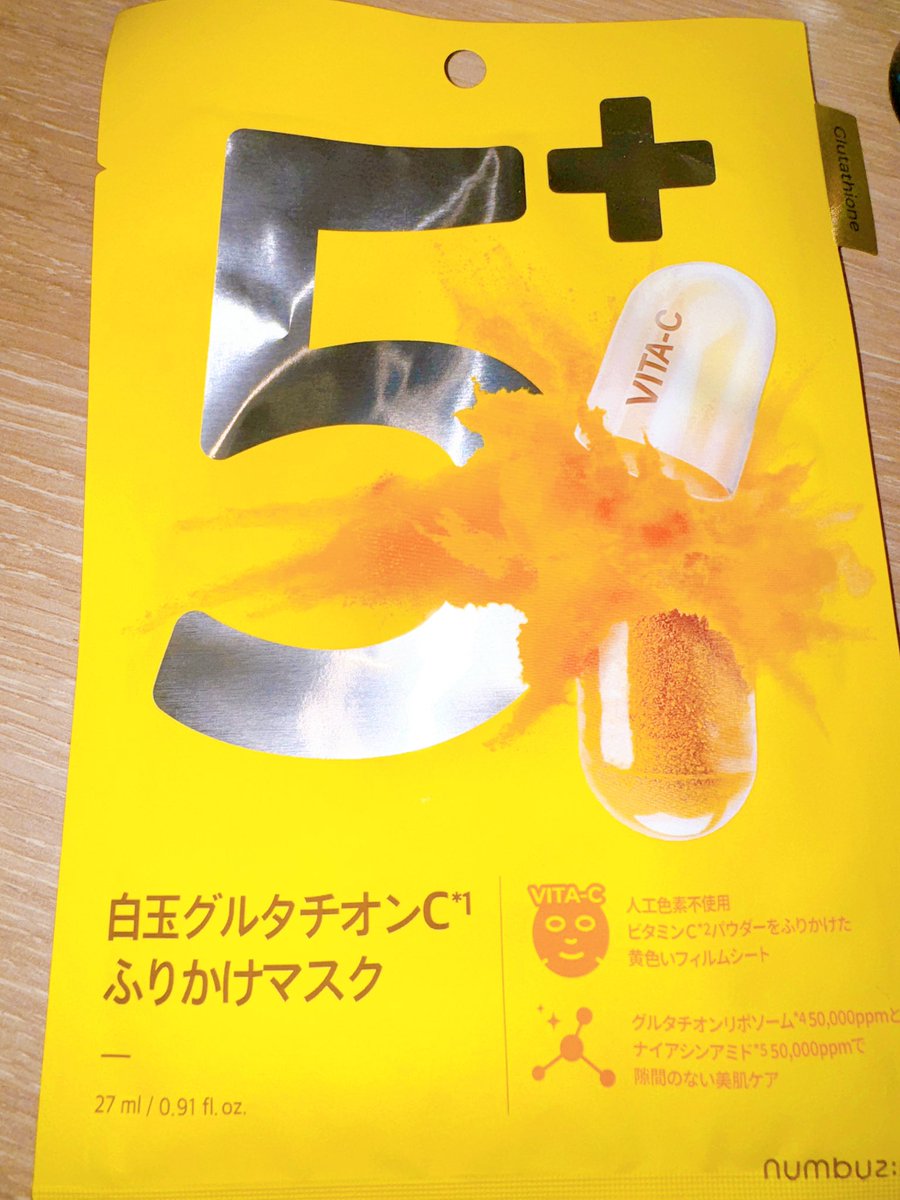 5+
Glutathione
VITA-C
白玉グルタチオンC*1
ふりかけマスク
27 ml / 0.91 fl. oz.
VITA-C
人工色素不使用
ビタミンC*2パウダーをふりかけた
黄色いフィルムシート
グルタチオンリポソーム*4 50,000ppmと
ナイアシンアミド*5 50,000ppmで
隙間のない美肌ケア
numbuz: